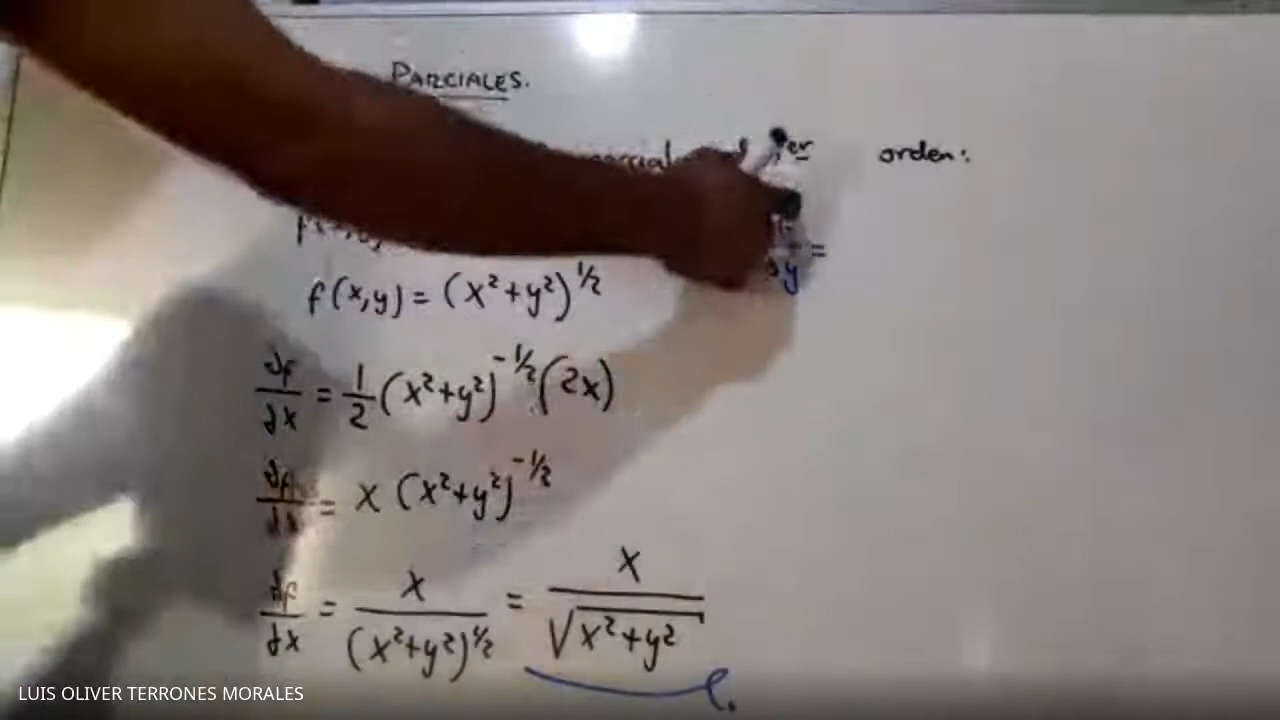 PARCIALES.
1er orden:
∂y =
f(x,y) = (x²+y²)^½
∂f/∂x = 1/2 (x²+y²)^-½ (2x)
∂f/∂x = x (x²+y²)^-½
∂f/∂x = x/(x²+y²)^½ = x/√(x²+y²)
LUIS OLIVER TERRONES MORALES